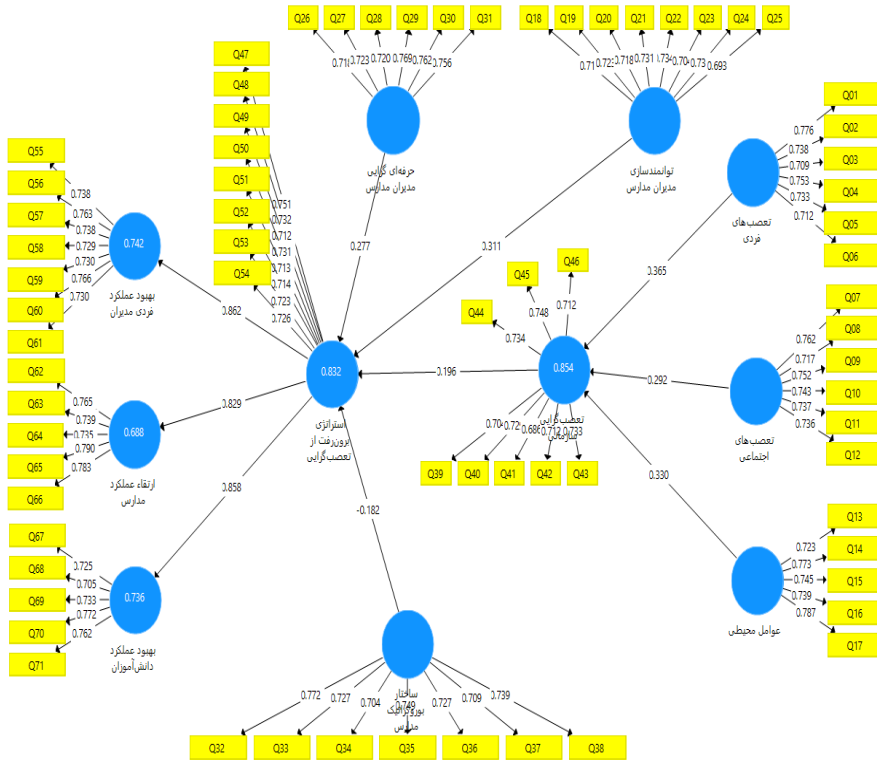 Q26 Q27 Q28 Q29 Q30 Q31
0.723 0.720 0.769 0.762 0.756
حرفه‌ای گرایی
مدیران مدارس
Q18 Q19 Q20 Q21 Q22 Q23 Q24 Q25
0.718 0.731 0.693
توانمندسازی
مدیران مدارس
Q01
Q02
Q03
Q04
Q05
Q06
0.776
0.738
0.709
0.753
0.733
0.712
تعصب‌های
فردی
Q47
Q48
Q49
Q50
Q51
Q52
Q53
Q54
0.751
0.732
0.712
0.731
0.713
0.714
0.723
0.726
Q55
Q56
Q57
Q58
Q59
Q60
Q61
0.738
0.763
0.738
0.729
0.730
0.766
0.730
0.742
بهبود عملکرد
فردی مدیران
0.277
0.311
0.365
0.862
Q44
Q45
Q46
0.734
0.748
0.712
0.854
تعصب‌گرایی
سازمانی
0.712
0.733
Q39 Q40 Q41 Q42 Q43
Q07
Q08
Q09
Q10
Q11
Q12
0.762
0.717
0.752
0.743
0.737
0.736
تعصب‌های
اجتماعی
0.292
0.196
0.832
استراتژی
برون‌رفت از
تعصب‌گرایی
Q62
Q63
Q64
Q65
Q66
0.765
0.739
0.735
0.790
0.783
0.688
ارتقاء عملکرد
مدارس
0.829
0.858
0.330
-0.182
Q67
Q68
Q69
Q70
Q71
0.725
0.705
0.733
0.772
0.762
0.736
بهبود عملکرد
دانش‌آموزان
Q13
Q14
Q15
Q16
Q17
0.723
0.773
0.745
0.739
0.787
عوامل محیطی
ساختار
بوروکراتیک
مدارس
0.772 0.727 0.704 0.749 0.727 0.709 0.739
Q32 Q33 Q34 Q35 Q36 Q37 Q38